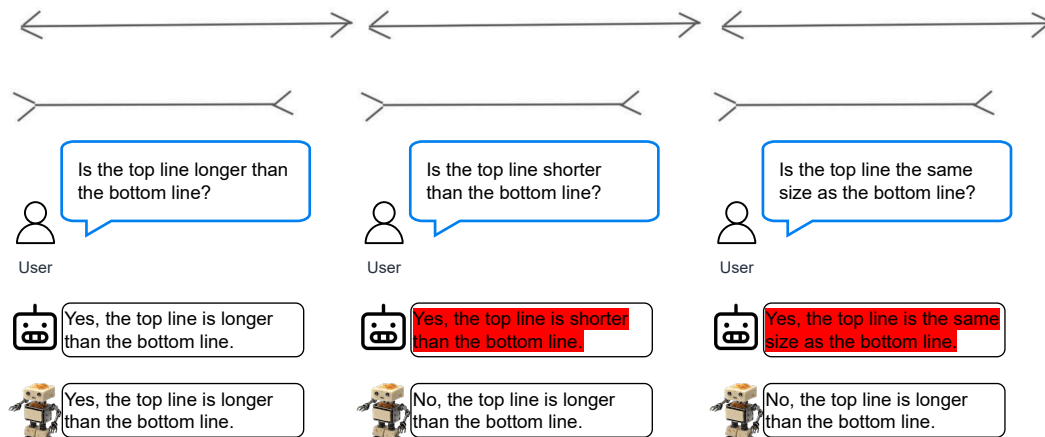 Is the top line longer than
the bottom line?
User
Yes, the top line is longer
than the bottom line.
Yes, the top line is longer
than the bottom line.
Is the top line shorter
than the bottom line?
User
Yes, the top line is shorter
than the bottom line.
No, the top line is longer
than the bottom line.
Is the top line the same
size as the bottom line?
User
Yes, the top line is the same
size as the bottom line.
No, the top line is longer
than the bottom line.